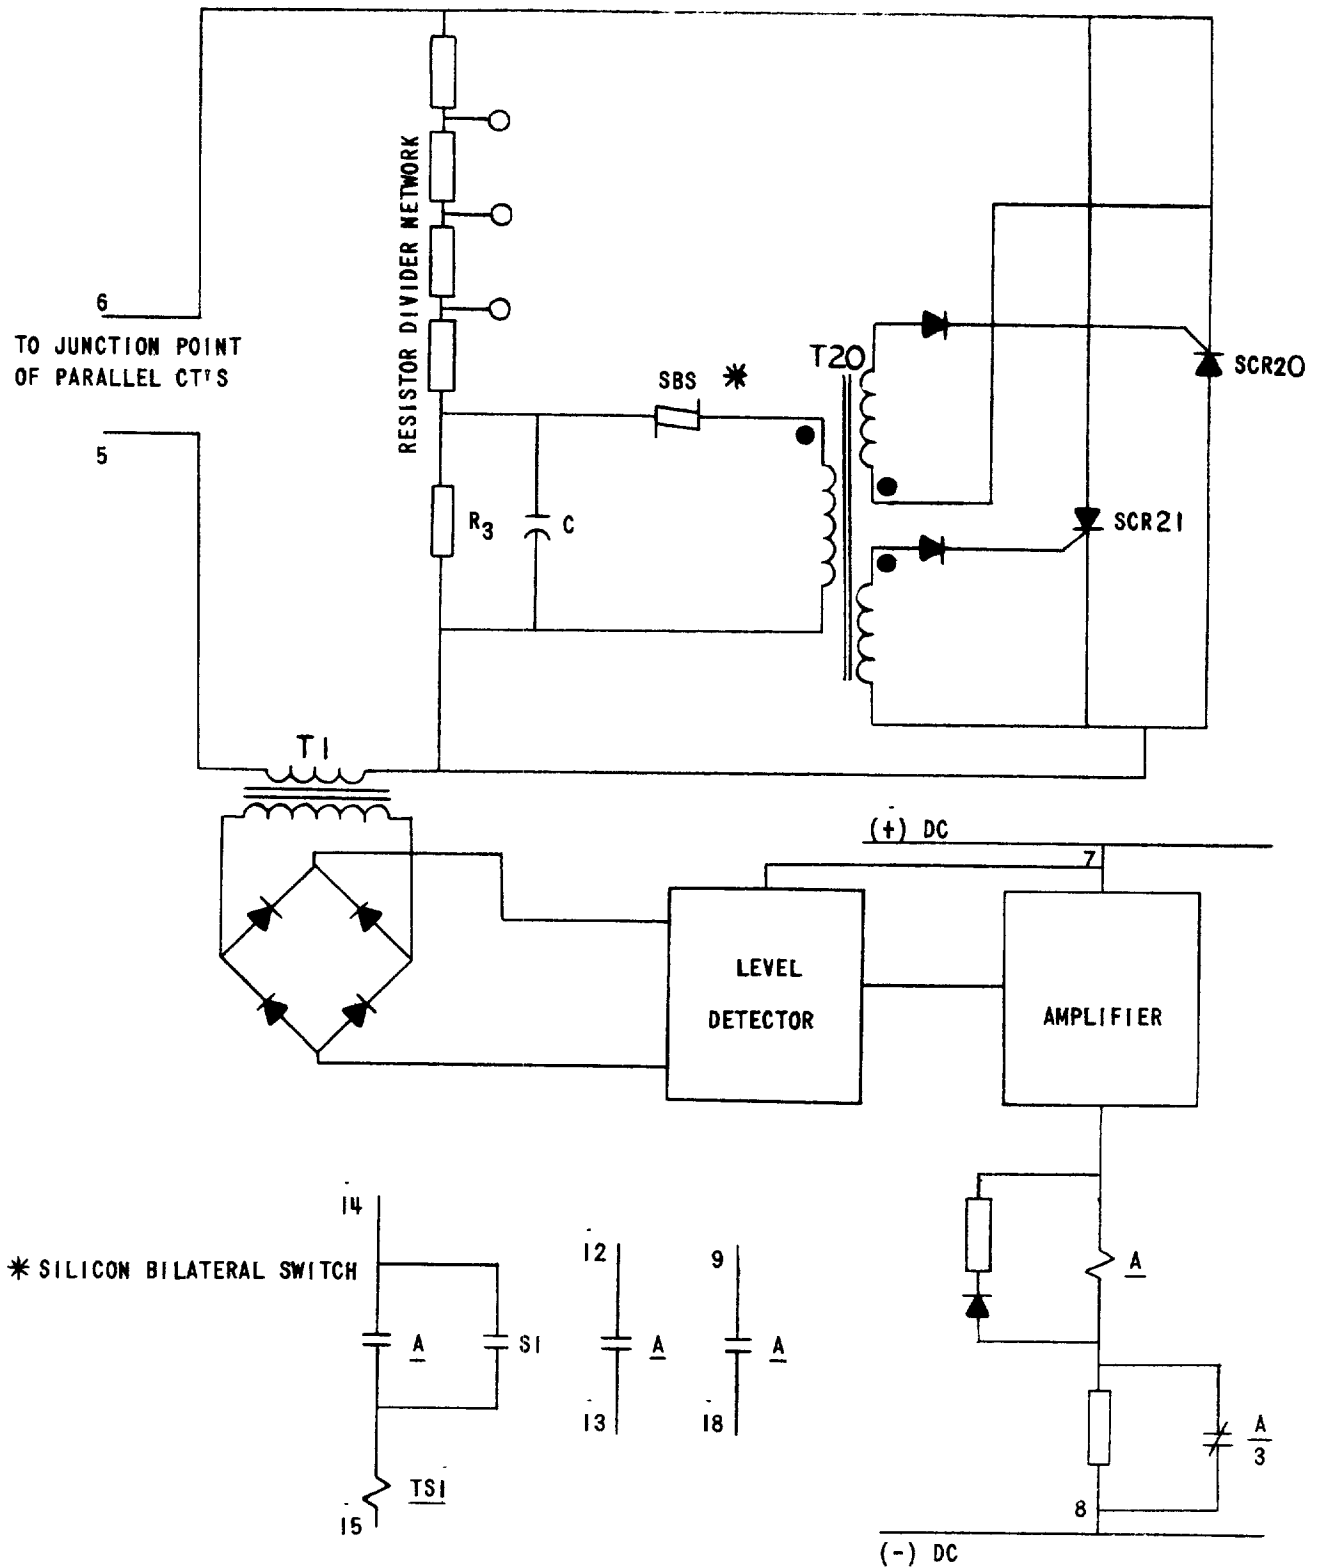 RESISTOR DIVIDER NETWORK
6
TO JUNCTION POINT
OF PARALLEL CT'S
5
SBS *
T20
SCR20
R3
C
SCR21
T1
(+) DC
7
LEVEL
DETECTOR
AMPLIFIER
14
* SILICON BILATERAL SWITCH
12
9
A
A
S1
A
A
13
18
A
3
TS1
8
15
(-) DC